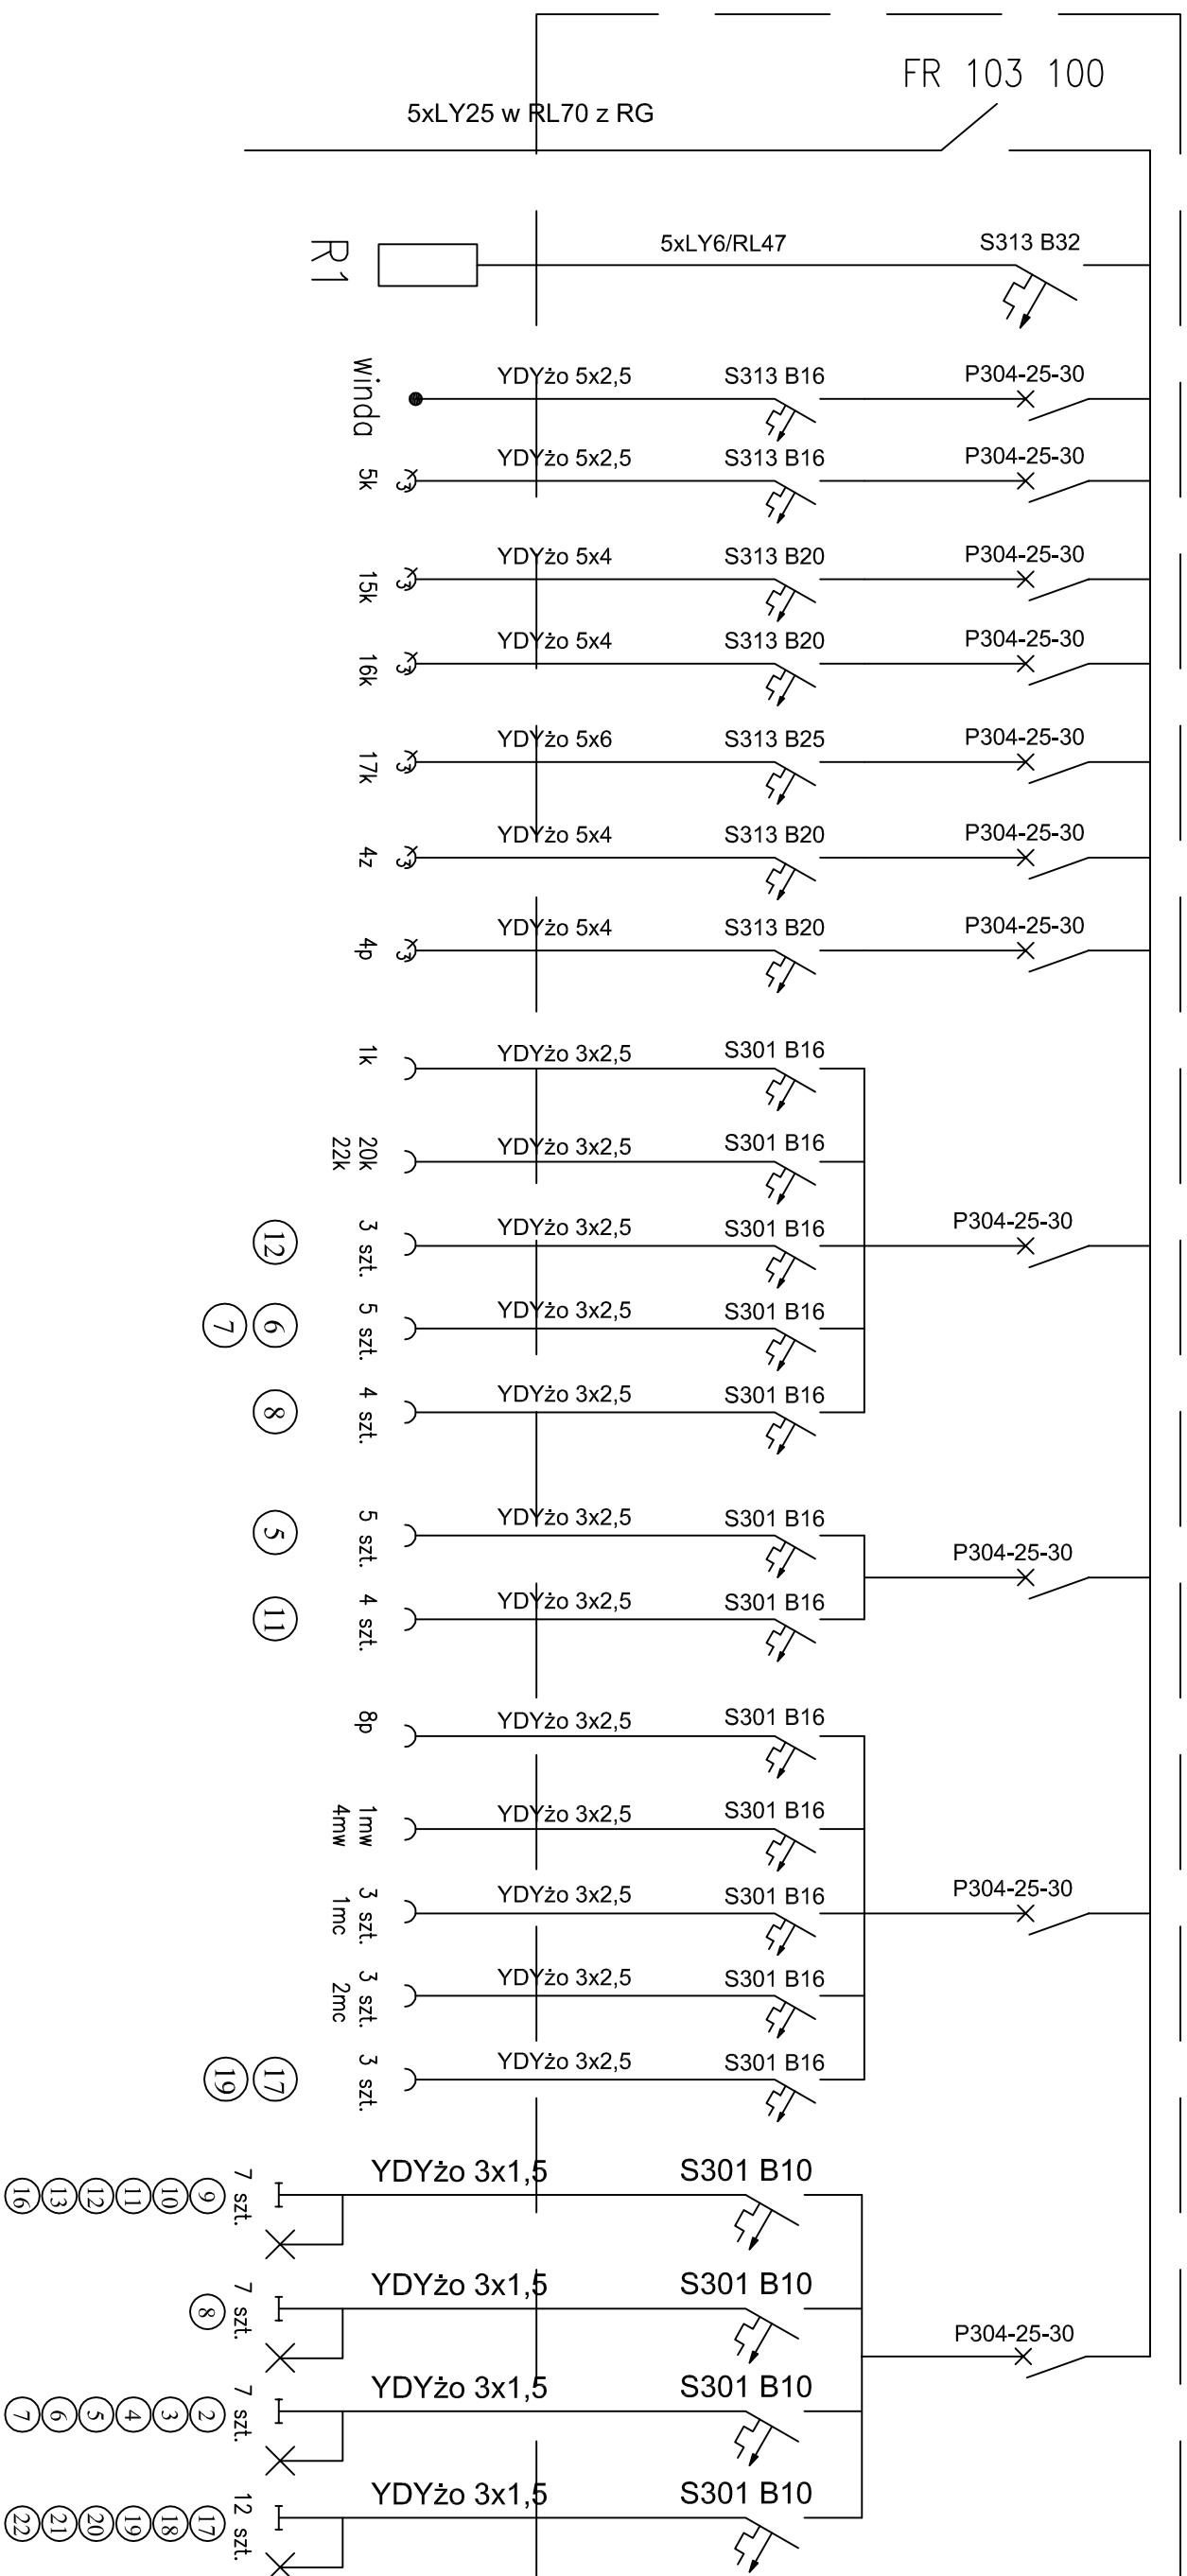 FR 103 100
5xLY25 w RL70 z RG
R1
5xLY6/RL47
S313 B32
winda
YDYżo 5x2,5
S313 B16
P304-25-30
5k
3
YDYżo 5x2,5
S313 B16
P304-25-30
15k
3
YDYżo 5x4
S313 B20
P304-25-30
16k
3
YDYżo 5x4
S313 B20
P304-25-30
17k
3
YDYżo 5x6
S313 B25
P304-25-30
4z
3
YDYżo 5x4
S313 B20
P304-25-30
4p
3
YDYżo 5x4
S313 B20
P304-25-30
1k
YDYżo 3x2,5
S301 B16
20k
22k
YDYżo 3x2,5
S301 B16
12
3 szt.
YDYżo 3x2,5
S301 B16
P304-25-30
7
6
5 szt.
YDYżo 3x2,5
S301 B16
8
4 szt.
YDYżo 3x2,5
S301 B16
5
5 szt.
YDYżo 3x2,5
S301 B16
P304-25-30
11
4 szt.
YDYżo 3x2,5
S301 B16
8p
YDYżo 3x2,5
S301 B16
1mw
4mw
YDYżo 3x2,5
S301 B16
3 szt.
1mc
YDYżo 3x2,5
S301 B16
P304-25-30
3 szt.
2mc
YDYżo 3x2,5
S301 B16
19
17
3 szt.
YDYżo 3x2,5
S301 B16
16 13 12 11 10 9
7 szt.
YDYżo 3x1,5
S301 B10
8
7 szt.
YDYżo 3x1,5
S301 B10
P304-25-30
7 6 5 4 3 2
7 szt.
YDYżo 3x1,5
S301 B10
22 21 20 19 18 17
12 szt.
YDYżo 3x1,5
S301 B10